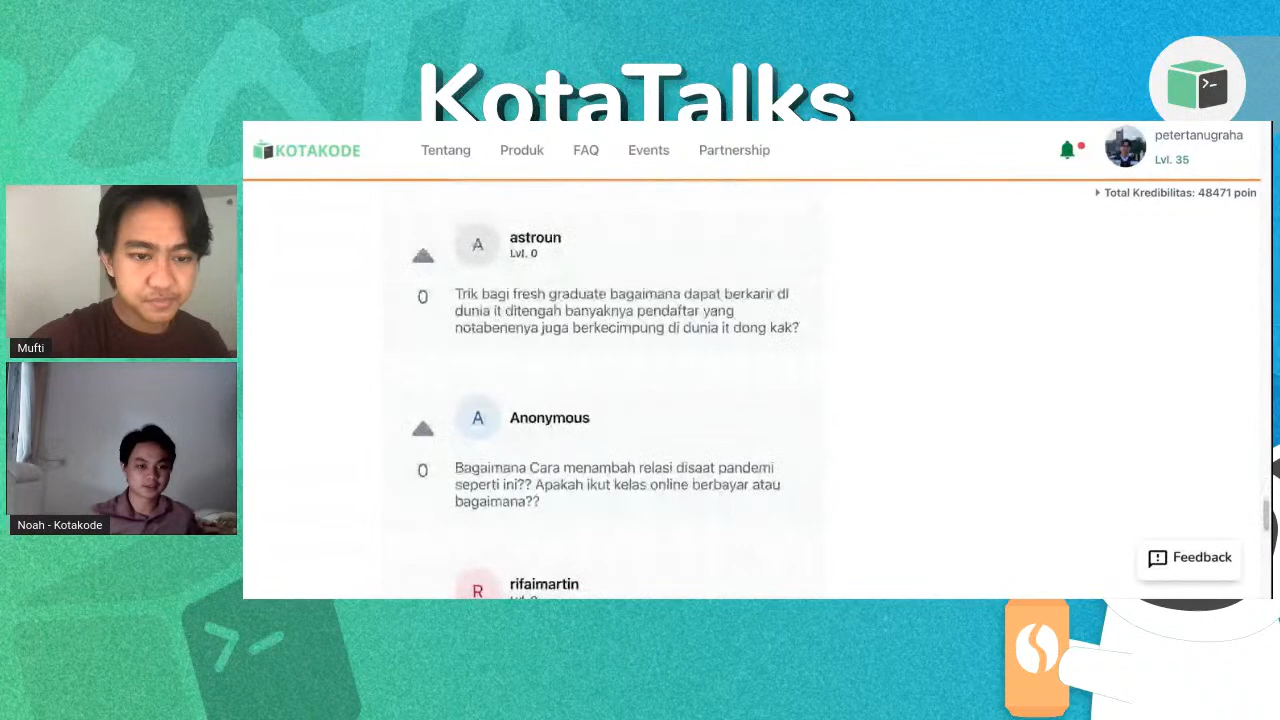 KotaTalks
KOTAKODE
Tentang
Produk
FAQ
Events
Partnership
petertanugraha
Lvl. 35
Total Kredibilitas: 48471 poin
A
astroun
Lvl. 0
0
Trik bagi fresh graduate bagaimana dapat berkarir di
dunia it ditengah banyaknya pendaftar yang
notabenenya juga berkecimpung di dunia it dong kak?
A
Anonymous
0
Bagaimana Cara menambah relasi disaat pandemi
seperti ini?? Apakah ikut kelas online berbayar atau
bagaimana??
R
rifaimartin
Feedback
Mufti
Noah - Kotakode